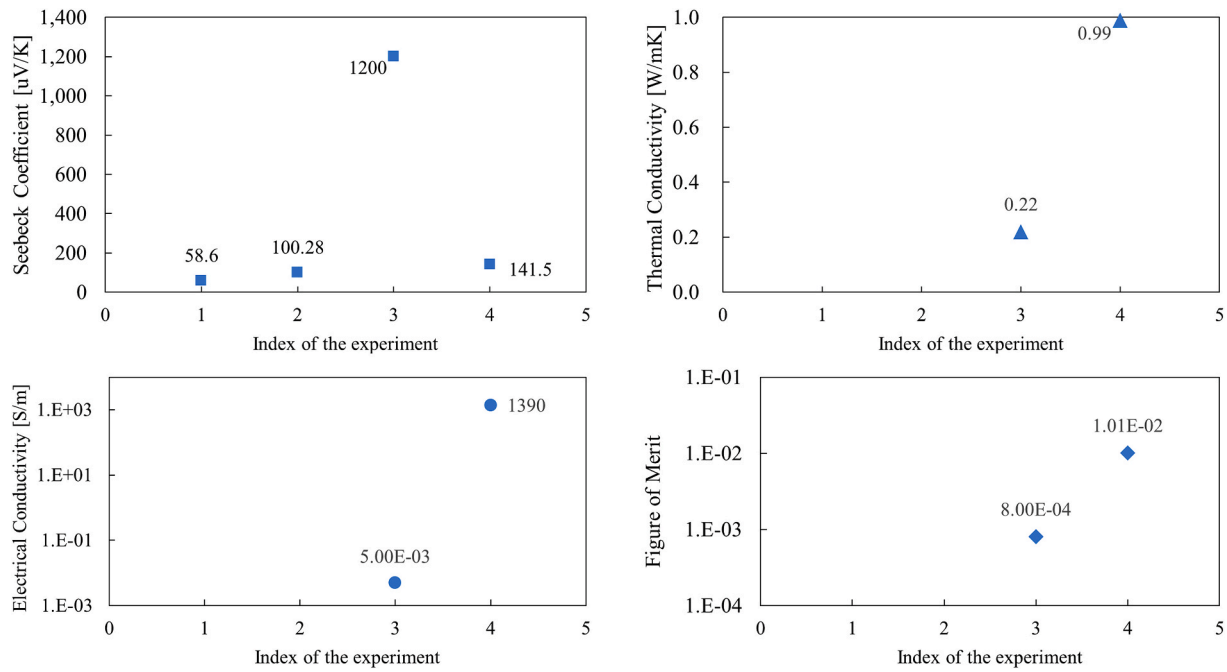 Seebeck Coefficient [uV/K]
1,400
1,200
1,000
800
600
400
200
0
1200
58.6
100.28
141.5
0 1 2 3 4 5
Index of the experiment
Thermal Conductivity [W/mK]
1.0
0.8
0.6
0.4
0.2
0.0
0.99
0.22
0 1 2 3 4 5
Index of the experiment
Electrical Conductivity [S/m]
1.E+03
1.E+01
1.E-01
1.E-03
1390
5.00E-03
0 1 2 3 4 5
Index of the experiment
Figure of Merit
1.E-01
1.E-02
1.E-03
1.E-04
1.01E-02
8.00E-04
0 1 2 3 4 5
Index of the experiment